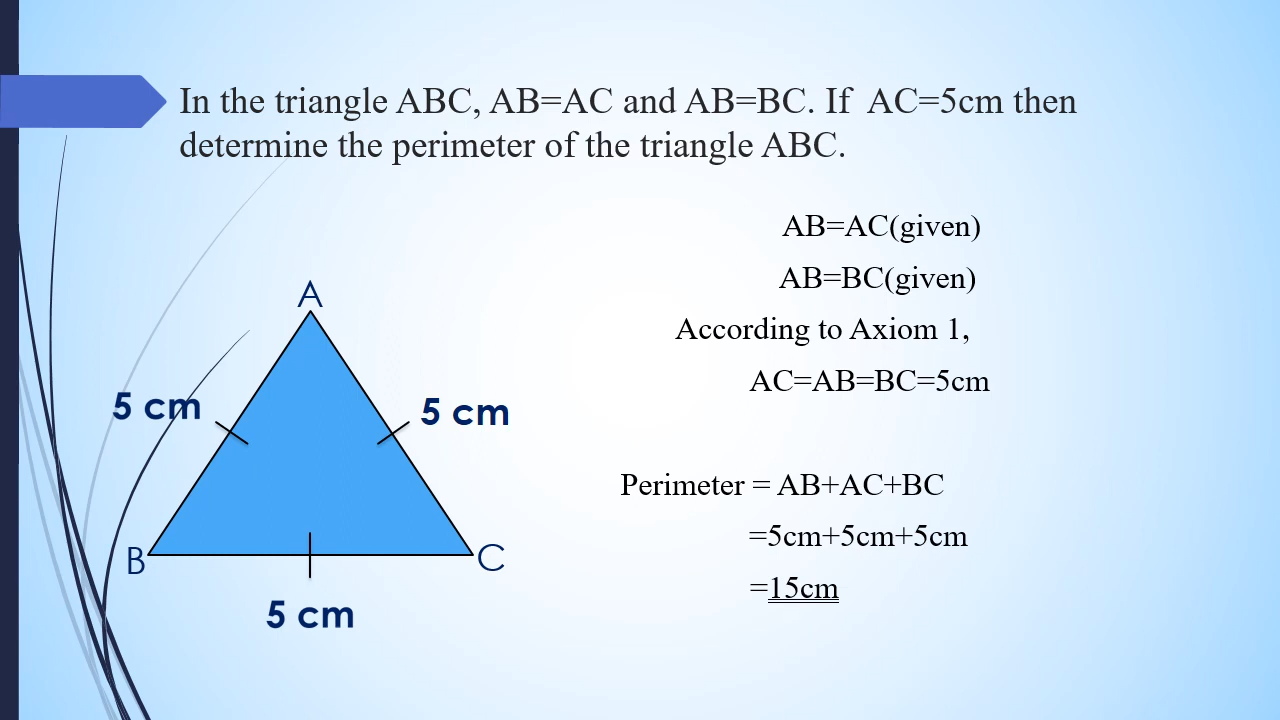 In the triangle ABC, AB=AC and AB=BC. If  AC=5cm then
determine the perimeter of the triangle ABC.
AB=AC(given)
AB=BC(given)
According to Axiom 1,
AC=AB=BC=5cm
Perimeter = AB+AC+BC
=5cm+5cm+5cm
=15cm
A
5 cm
5 cm
B
C
5 cm